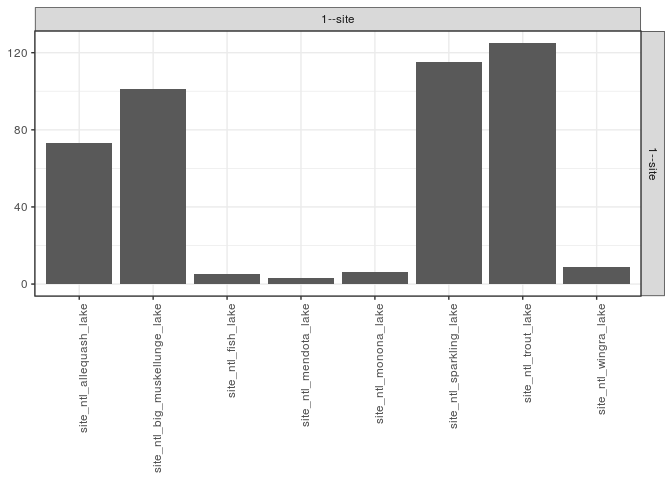 1--site
120
80
40
0
1--site
site_ntl_allequash_lake
site_ntl_big_muskellunge_lake
site_ntl_fish_lake
site_ntl_mendota_lake
site_ntl_monona_lake
site_ntl_sparkling_lake
site_ntl_trout_lake
site_ntl_wingra_lake